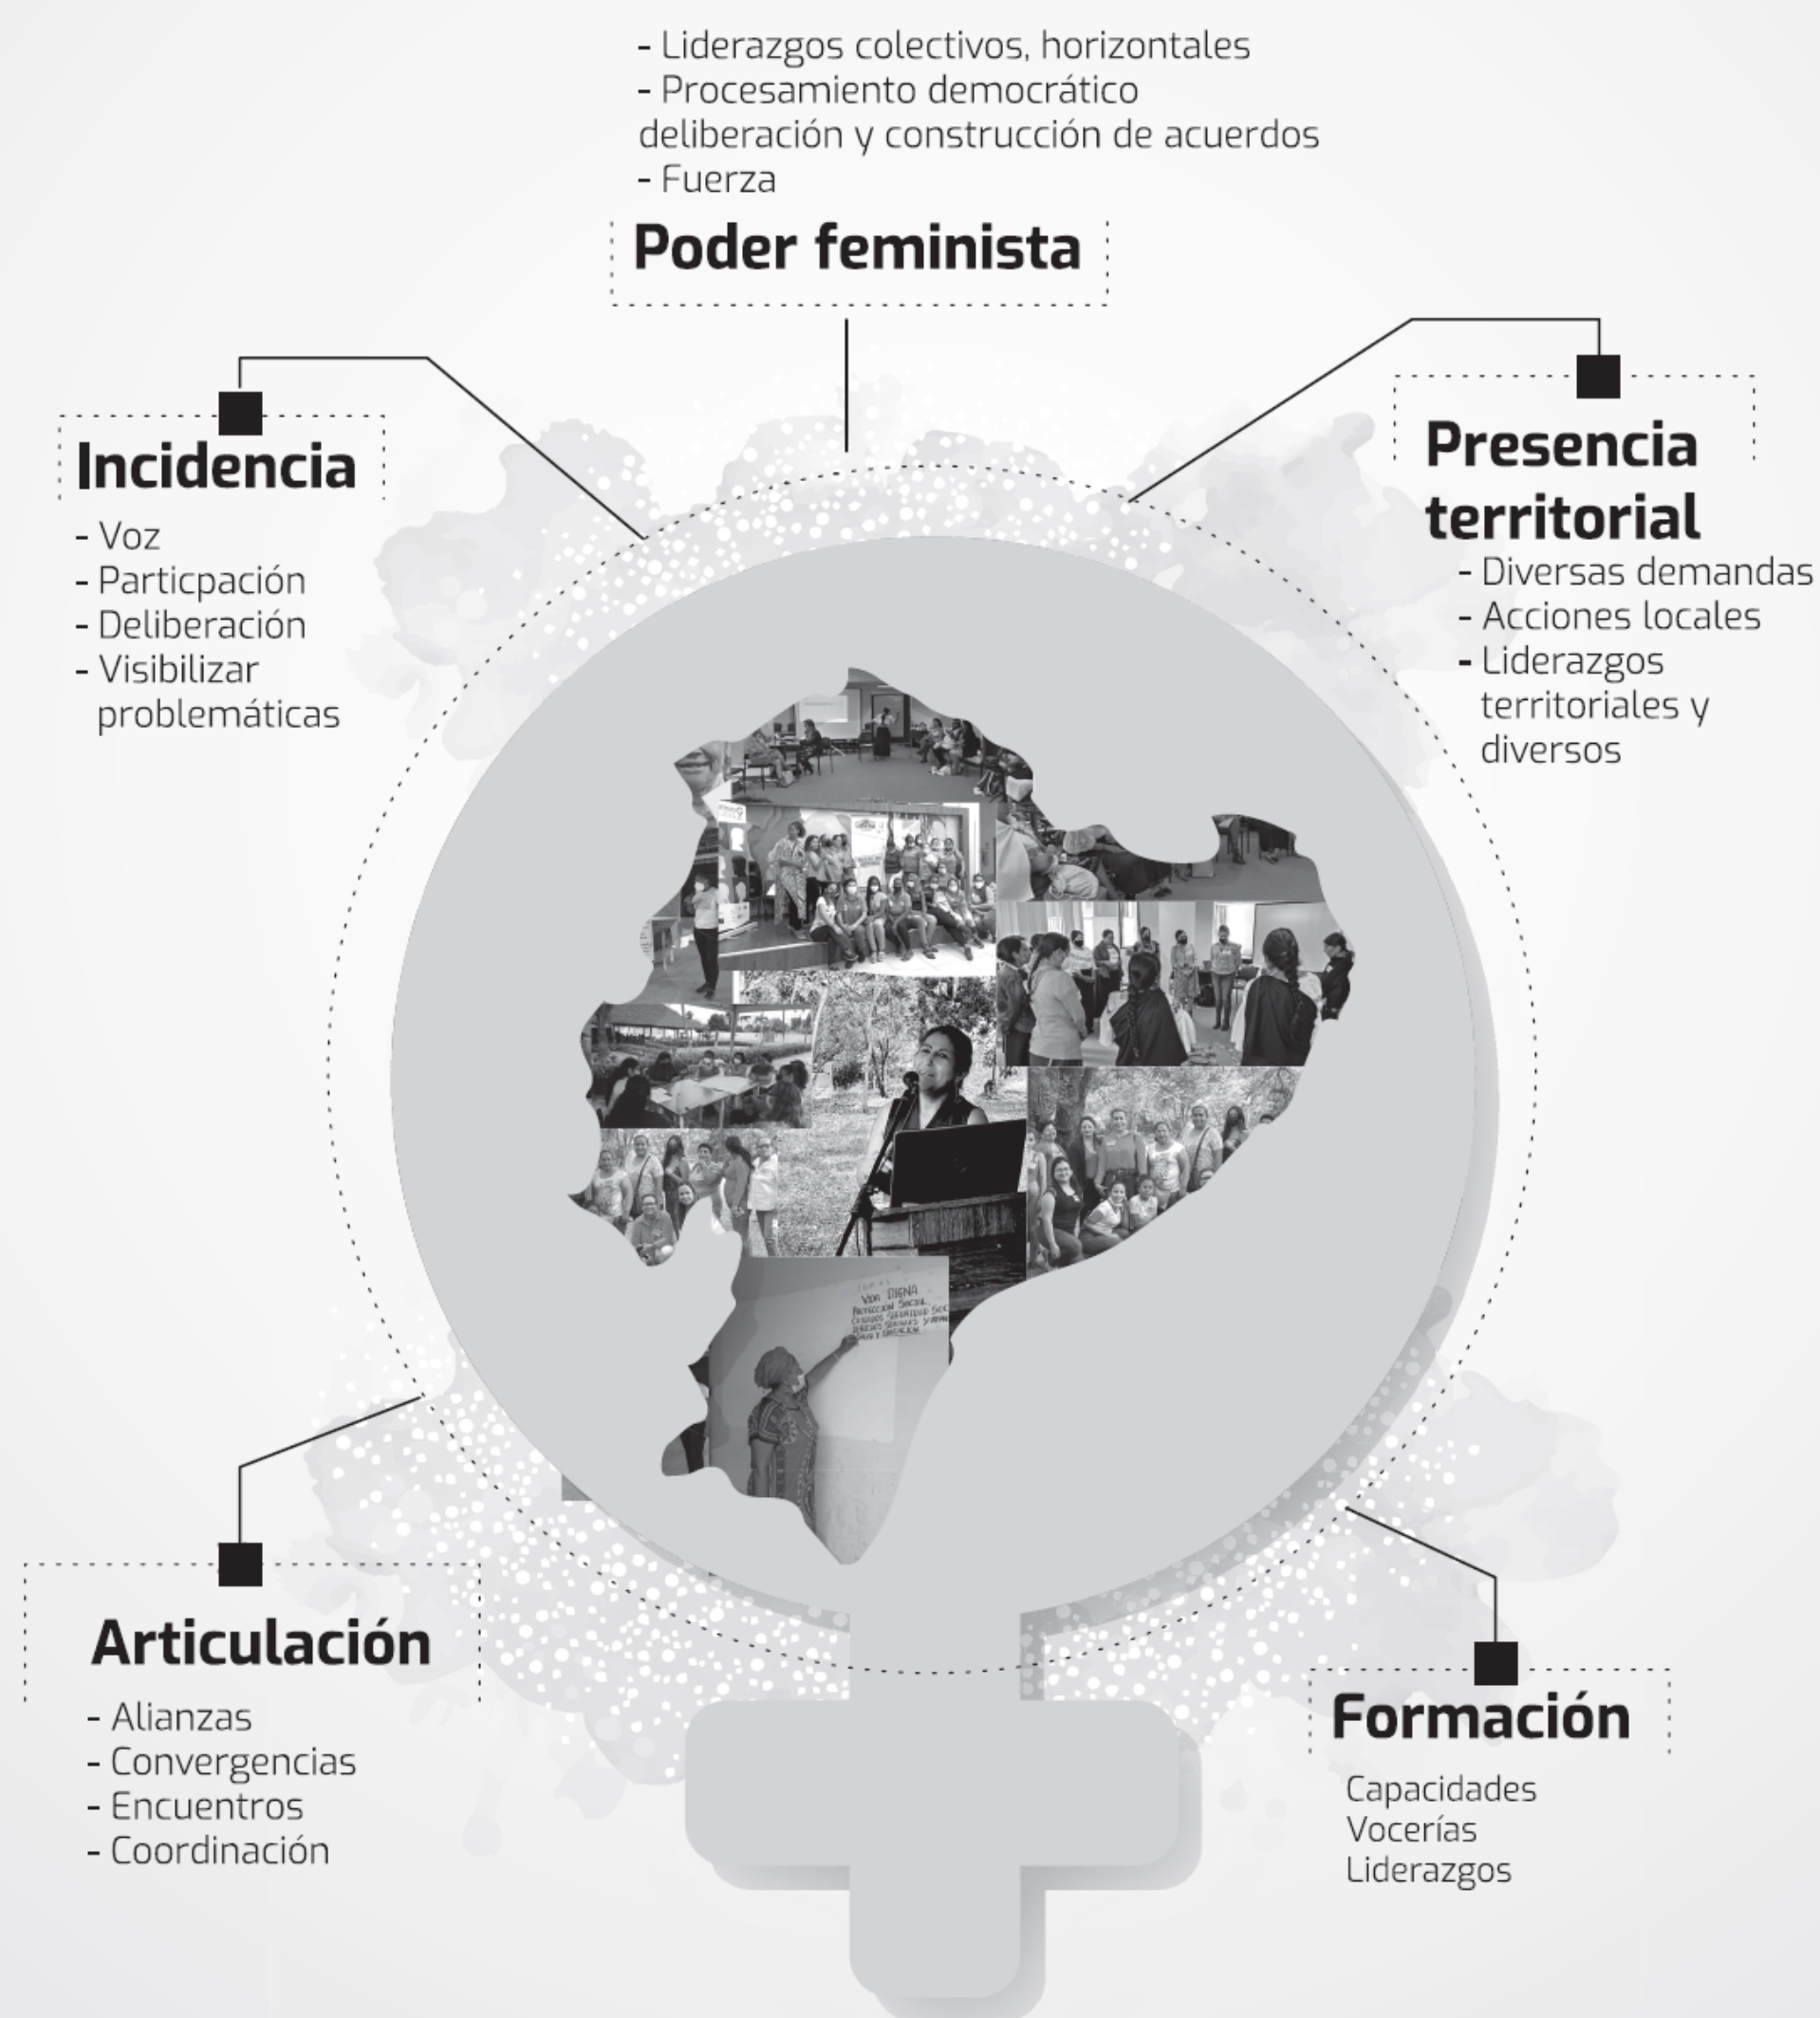 - Liderazgos colectivos, horizontales
- Procesamiento democrático
deliberación y construcción de acuerdos
- Fuerza
Poder feminista
Incidencia
- Voz
- Particpación
- Deliberación
- Visibilizar
problemáticas
Presencia
territorial
- Diversas demandas
- Acciones locales
- Liderazgos
territoriales y
diversos
VIDA DIGNA
PROTECCIÓN SOCIAL,
Articulación
- Alianzas
- Convergencias
- Encuentros
- Coordinación
Formación
Capacidades
Vocerías
Liderazgos